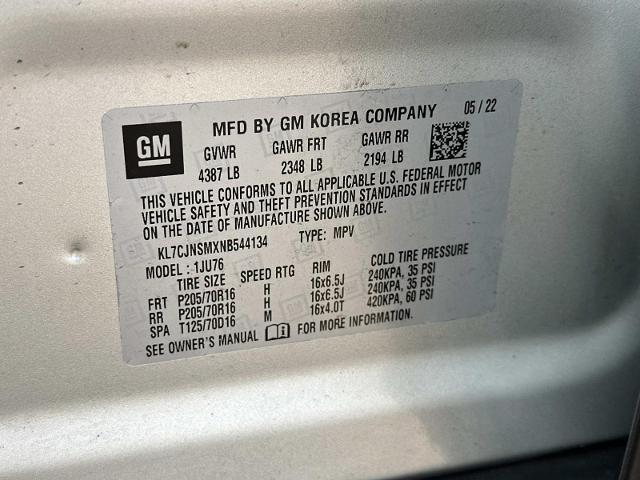 GM
MFD BY GM KOREA COMPANY 05 / 22
GVWR GAWR FRT GAWR RR
4387 LB 2348 LB 2194 LB
THIS VEHICLE CONFORMS TO ALL APPLICABLE U.S. FEDERAL MOTOR
VEHICLE SAFETY AND THEFT PREVENTION STANDARDS IN EFFECT
ON THE DATE OF MANUFACTURE SHOWN ABOVE.
KL7CJNSMXNB544134 TYPE: MPV
MODEL: 1JU76
TIRE SIZE SPEED RTG RIM COLD TIRE PRESSURE
FRT P205/70R16 H 16x6.5J 240KPA, 35 PSI
RR P205/70R16 H 16x6.5J 240KPA, 35 PSI
SPA T125/70D16 M 16x4.0T 420KPA, 60 PSI
SEE OWNER'S MANUAL FOR MORE INFORMATION.